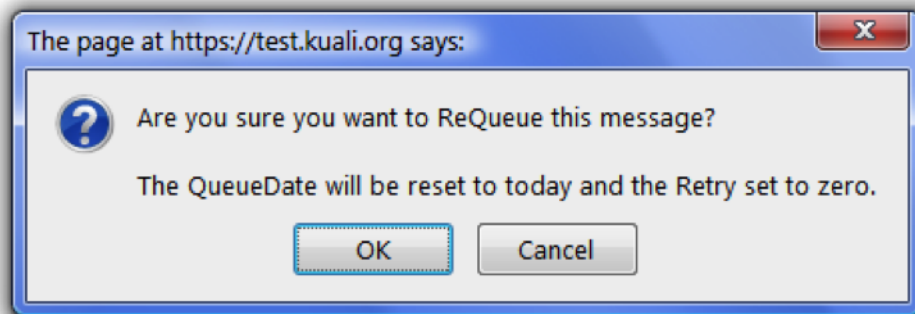 The page at https://test.kuali.org says:
Are you sure you want to ReQueue this message?
The QueueDate will be reset to today and the Retry set to zero.
OK
Cancel